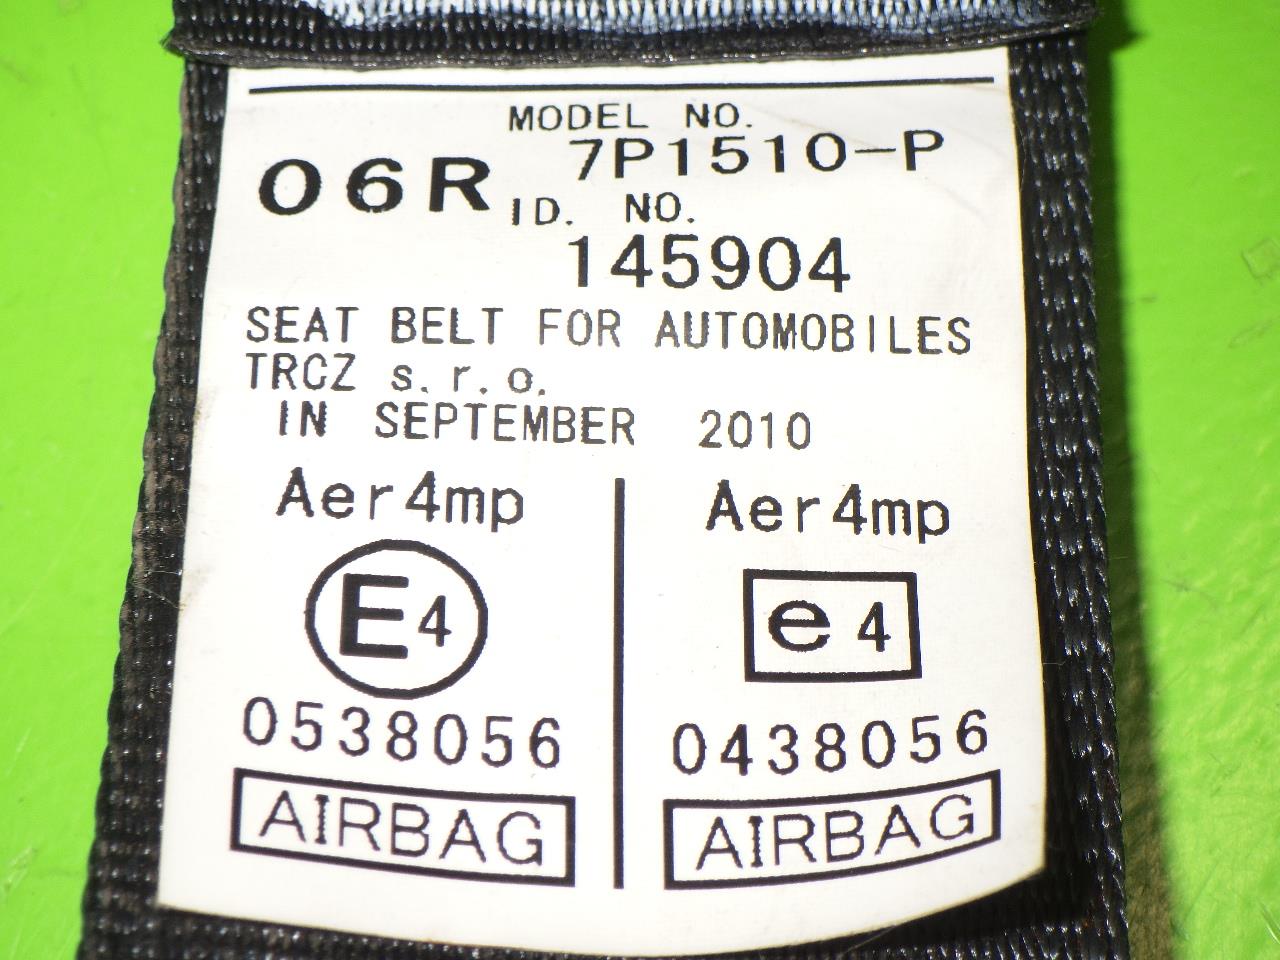 MODEL NO.
06R 7P1510-P
ID. NO.
145904
SEAT BELT FOR AUTOMOBILES
TRCZ s.r.o.
IN SEPTEMBER 2010
Aer4mp Aer4mp
E4 e4
0538056 0438056
AIRBAG AIRBAG